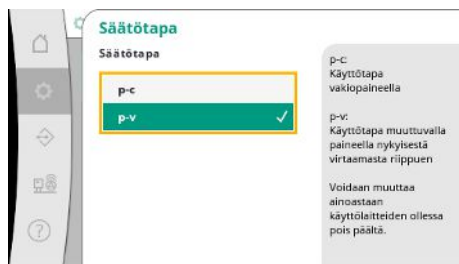 Säätötapa
Säätötapa
p-c
p-v
p-c:
Käyttötapa
vakiopaineella
p-v:
Käyttötapa muuttuvalla
paineella nykyisestä
virtaamasta riippuen
Voidaan muuttaa
ainoastaan
käyttölaitteiden ollessa
pois päältä.